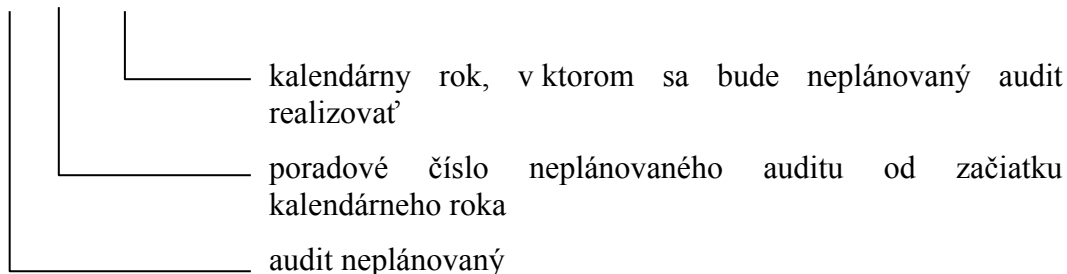 kalendárny rok, v ktorom sa bude neplánovaný audit
realizovať
poradové číslo neplánovaného auditu od začiatku
kalendárneho roka
audit neplánovaný